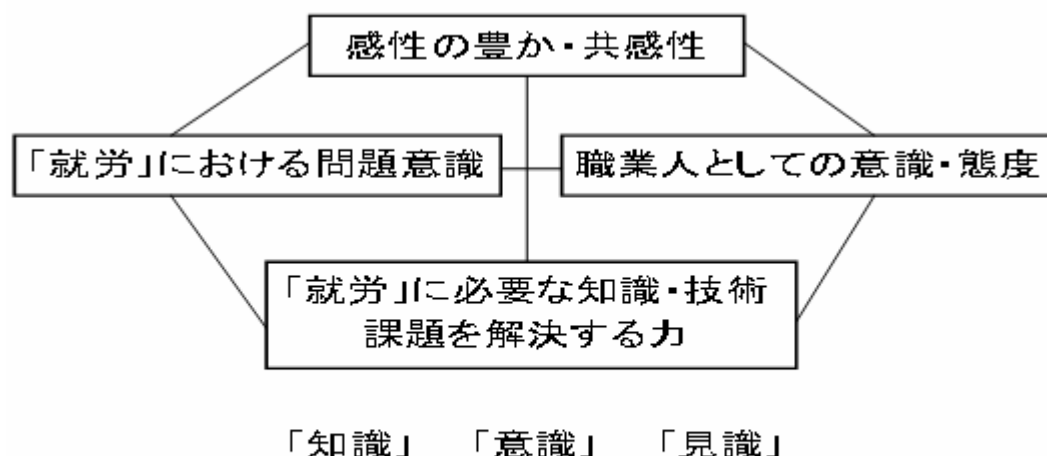 感性の豊か・共感性
「就労」における問題意識
職業人としての意識・態度
「就労」に必要な知識・技術
課題を解決する力
「知識」 「意識」 「見識」